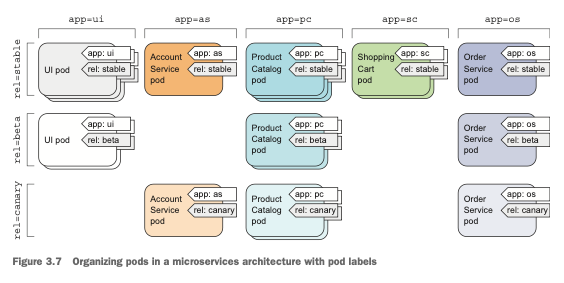 app=ui app=as app=pc app=sc app=os
rel=stable
UI pod
app: ui
rel: stable
Account
Service
pod
app: as
rel: stable
Product
Catalog
pod
app: pc
rel: stable
Shopping
Cart
pod
app: sc
rel: stable
Order
Service
pod
app: os
rel: stable
rel=beta
UI pod
app: ui
rel: beta
Product
Catalog
pod
app: pc
rel: beta
Order
Service
pod
app: os
rel: beta
rel=canary
Account
Service
pod
app: as
rel: canary
Product
Catalog
pod
app: pc
rel: canary
Order
Service
pod
app: os
rel: canary
Figure 3.7 Organizing pods in a microservices architecture with pod labels